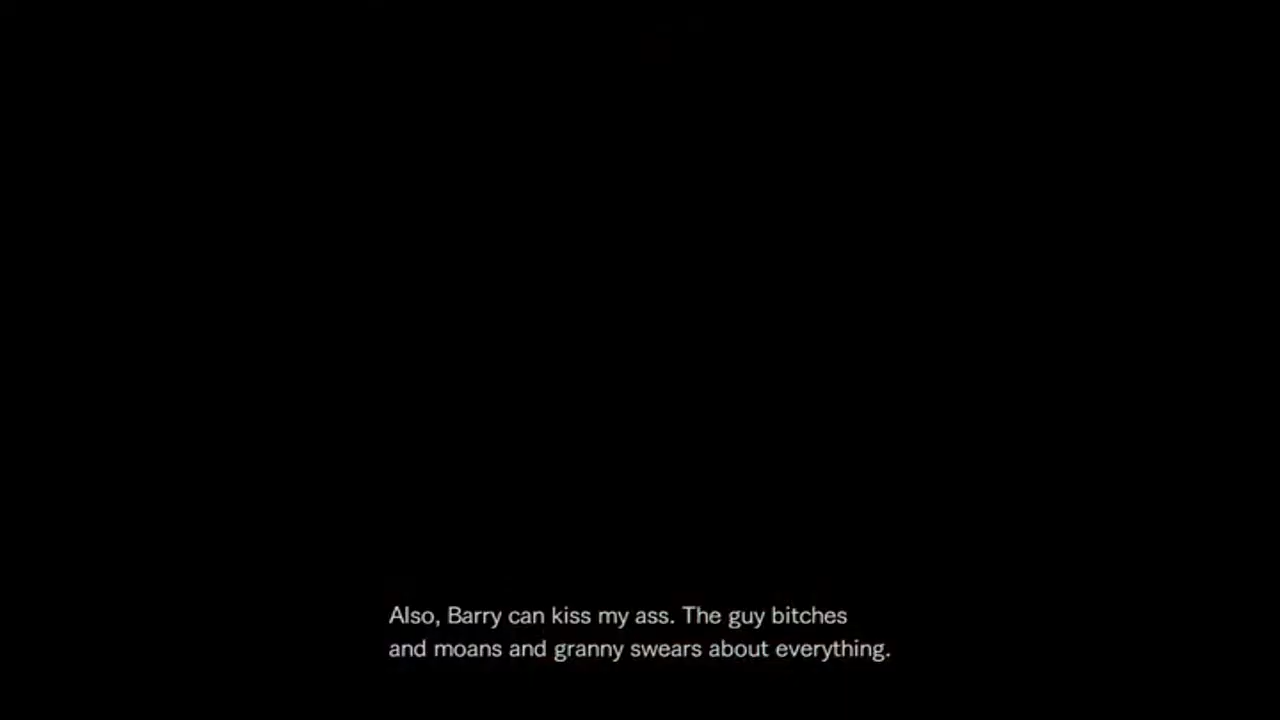 Also, Barry can kiss my ass. The guy bitches
and moans and granny swears about everything.